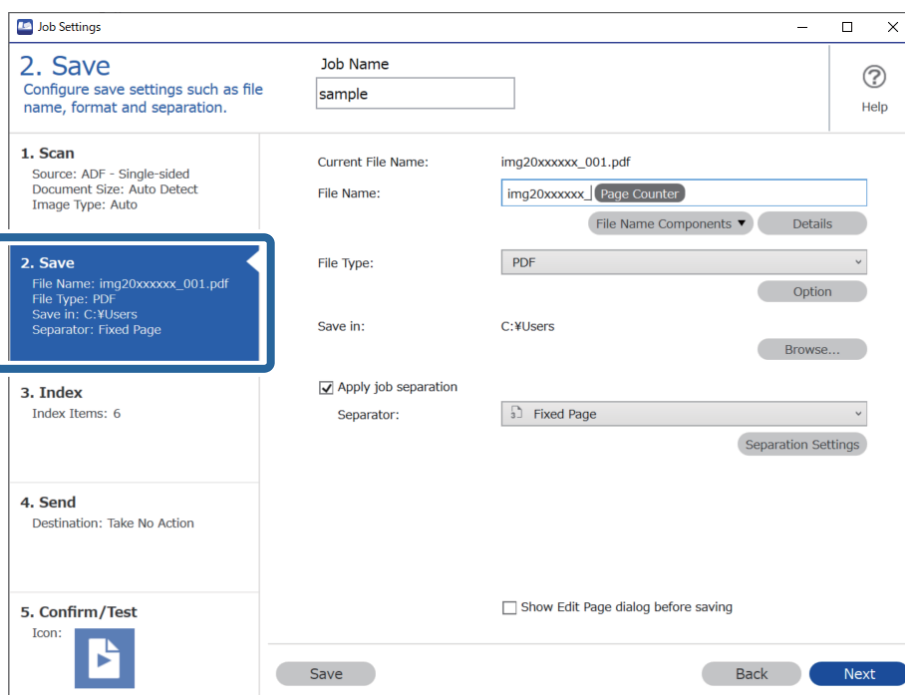 Job Settings
2. Save
Configure save settings such as file
name, format and separation.
Job Name
sample
Help
1. Scan
Source: ADF - Single-sided
Document Size: Auto Detect
Image Type: Auto
2. Save
File Name: img20xxxxxx_001.pdf
File Type: PDF
Save in: C:¥Users
Separator: Fixed Page
3. Index
Index Items: 6
4. Send
Destination: Take No Action
5. Confirm/Test
Icon:
Current File Name: img20xxxxxx_001.pdf
File Name: img20xxxxxx_ Page Counter
File Name Components ▼ Details
File Type: PDF
Option
Save in: C:¥Users
Browse...
Apply job separation
Separator: 3 Fixed Page
Separation Settings
Show Edit Page dialog before saving
Save Back Next